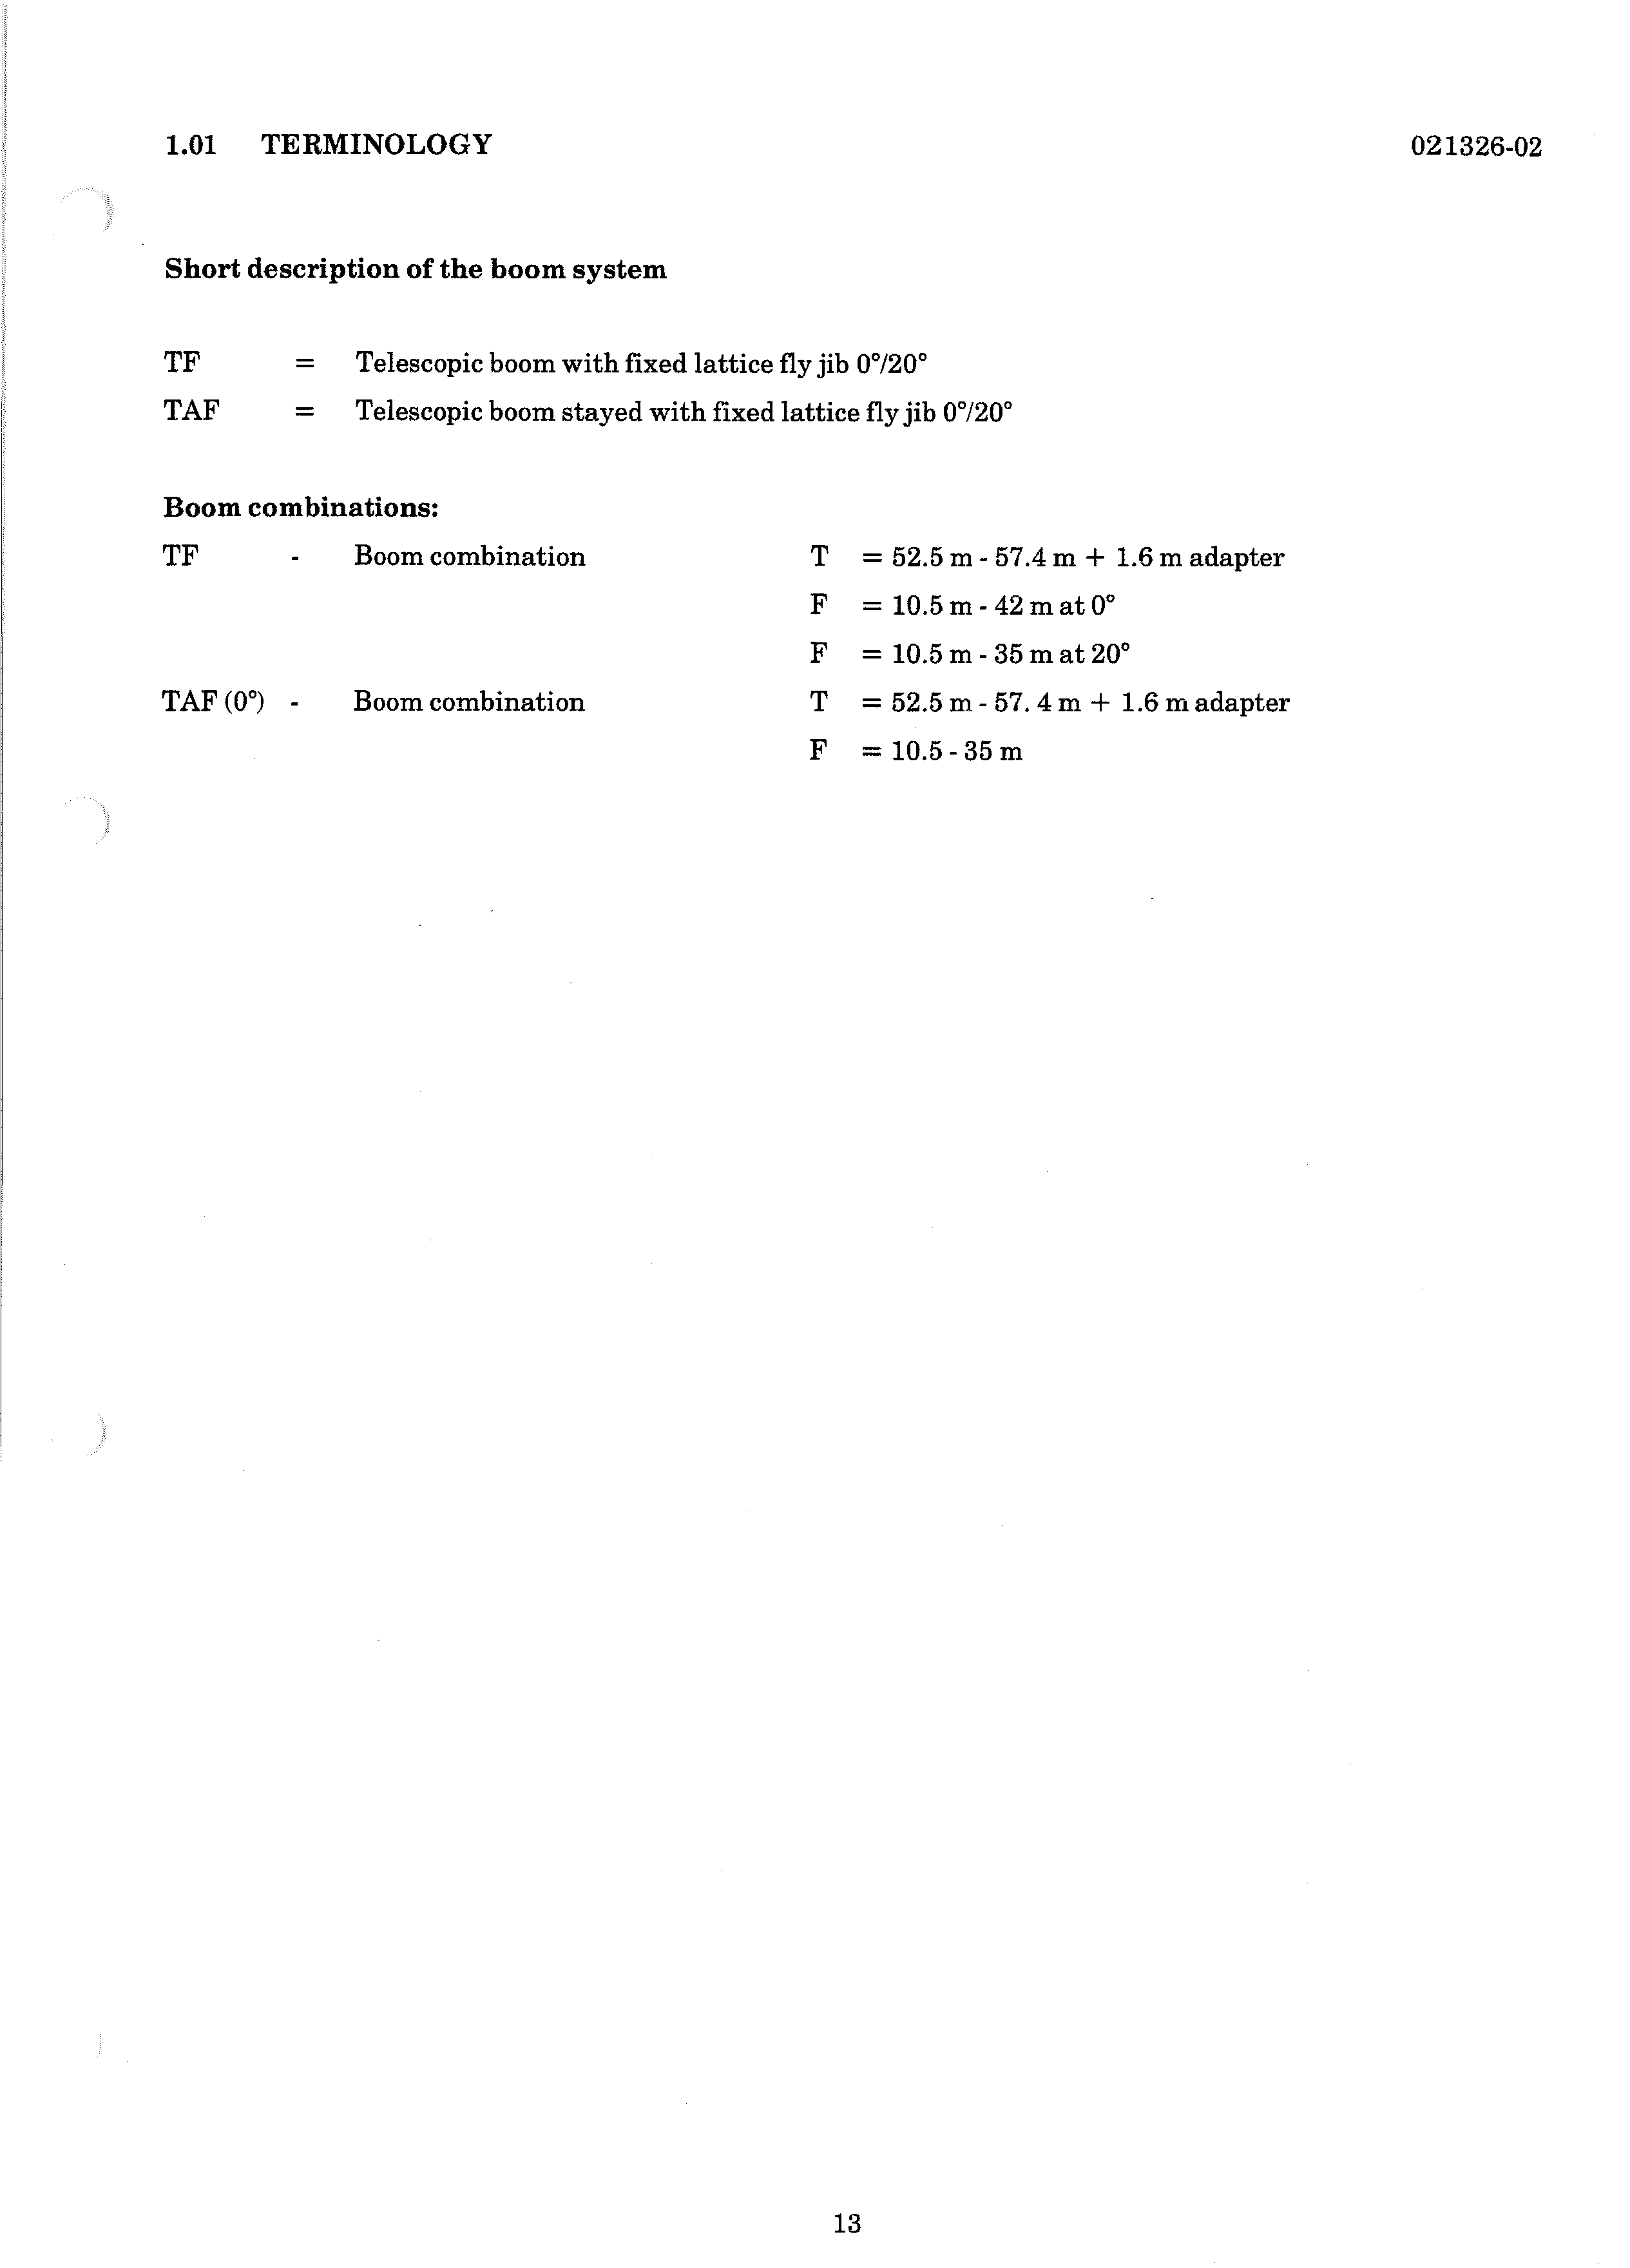 1.01 TERMINOLOGY 021326-02
Short description of the boom system
TF = Telescopic boom with fixed lattice fly jib 0°/20°
TAF = Telescopic boom stayed with fixed lattice fly jib 0°/20°
Boom combinations:
TF - Boom combination T = 52.5 m - 57.4 m + 1.6 m adapter
F = 10.5 m - 42 m at 0°
F = 10.5 m - 35 m at 20°
TAF (0°) - Boom combination T = 52.5 m - 57. 4 m + 1.6 m adapter
F = 10.5 - 35 m
13